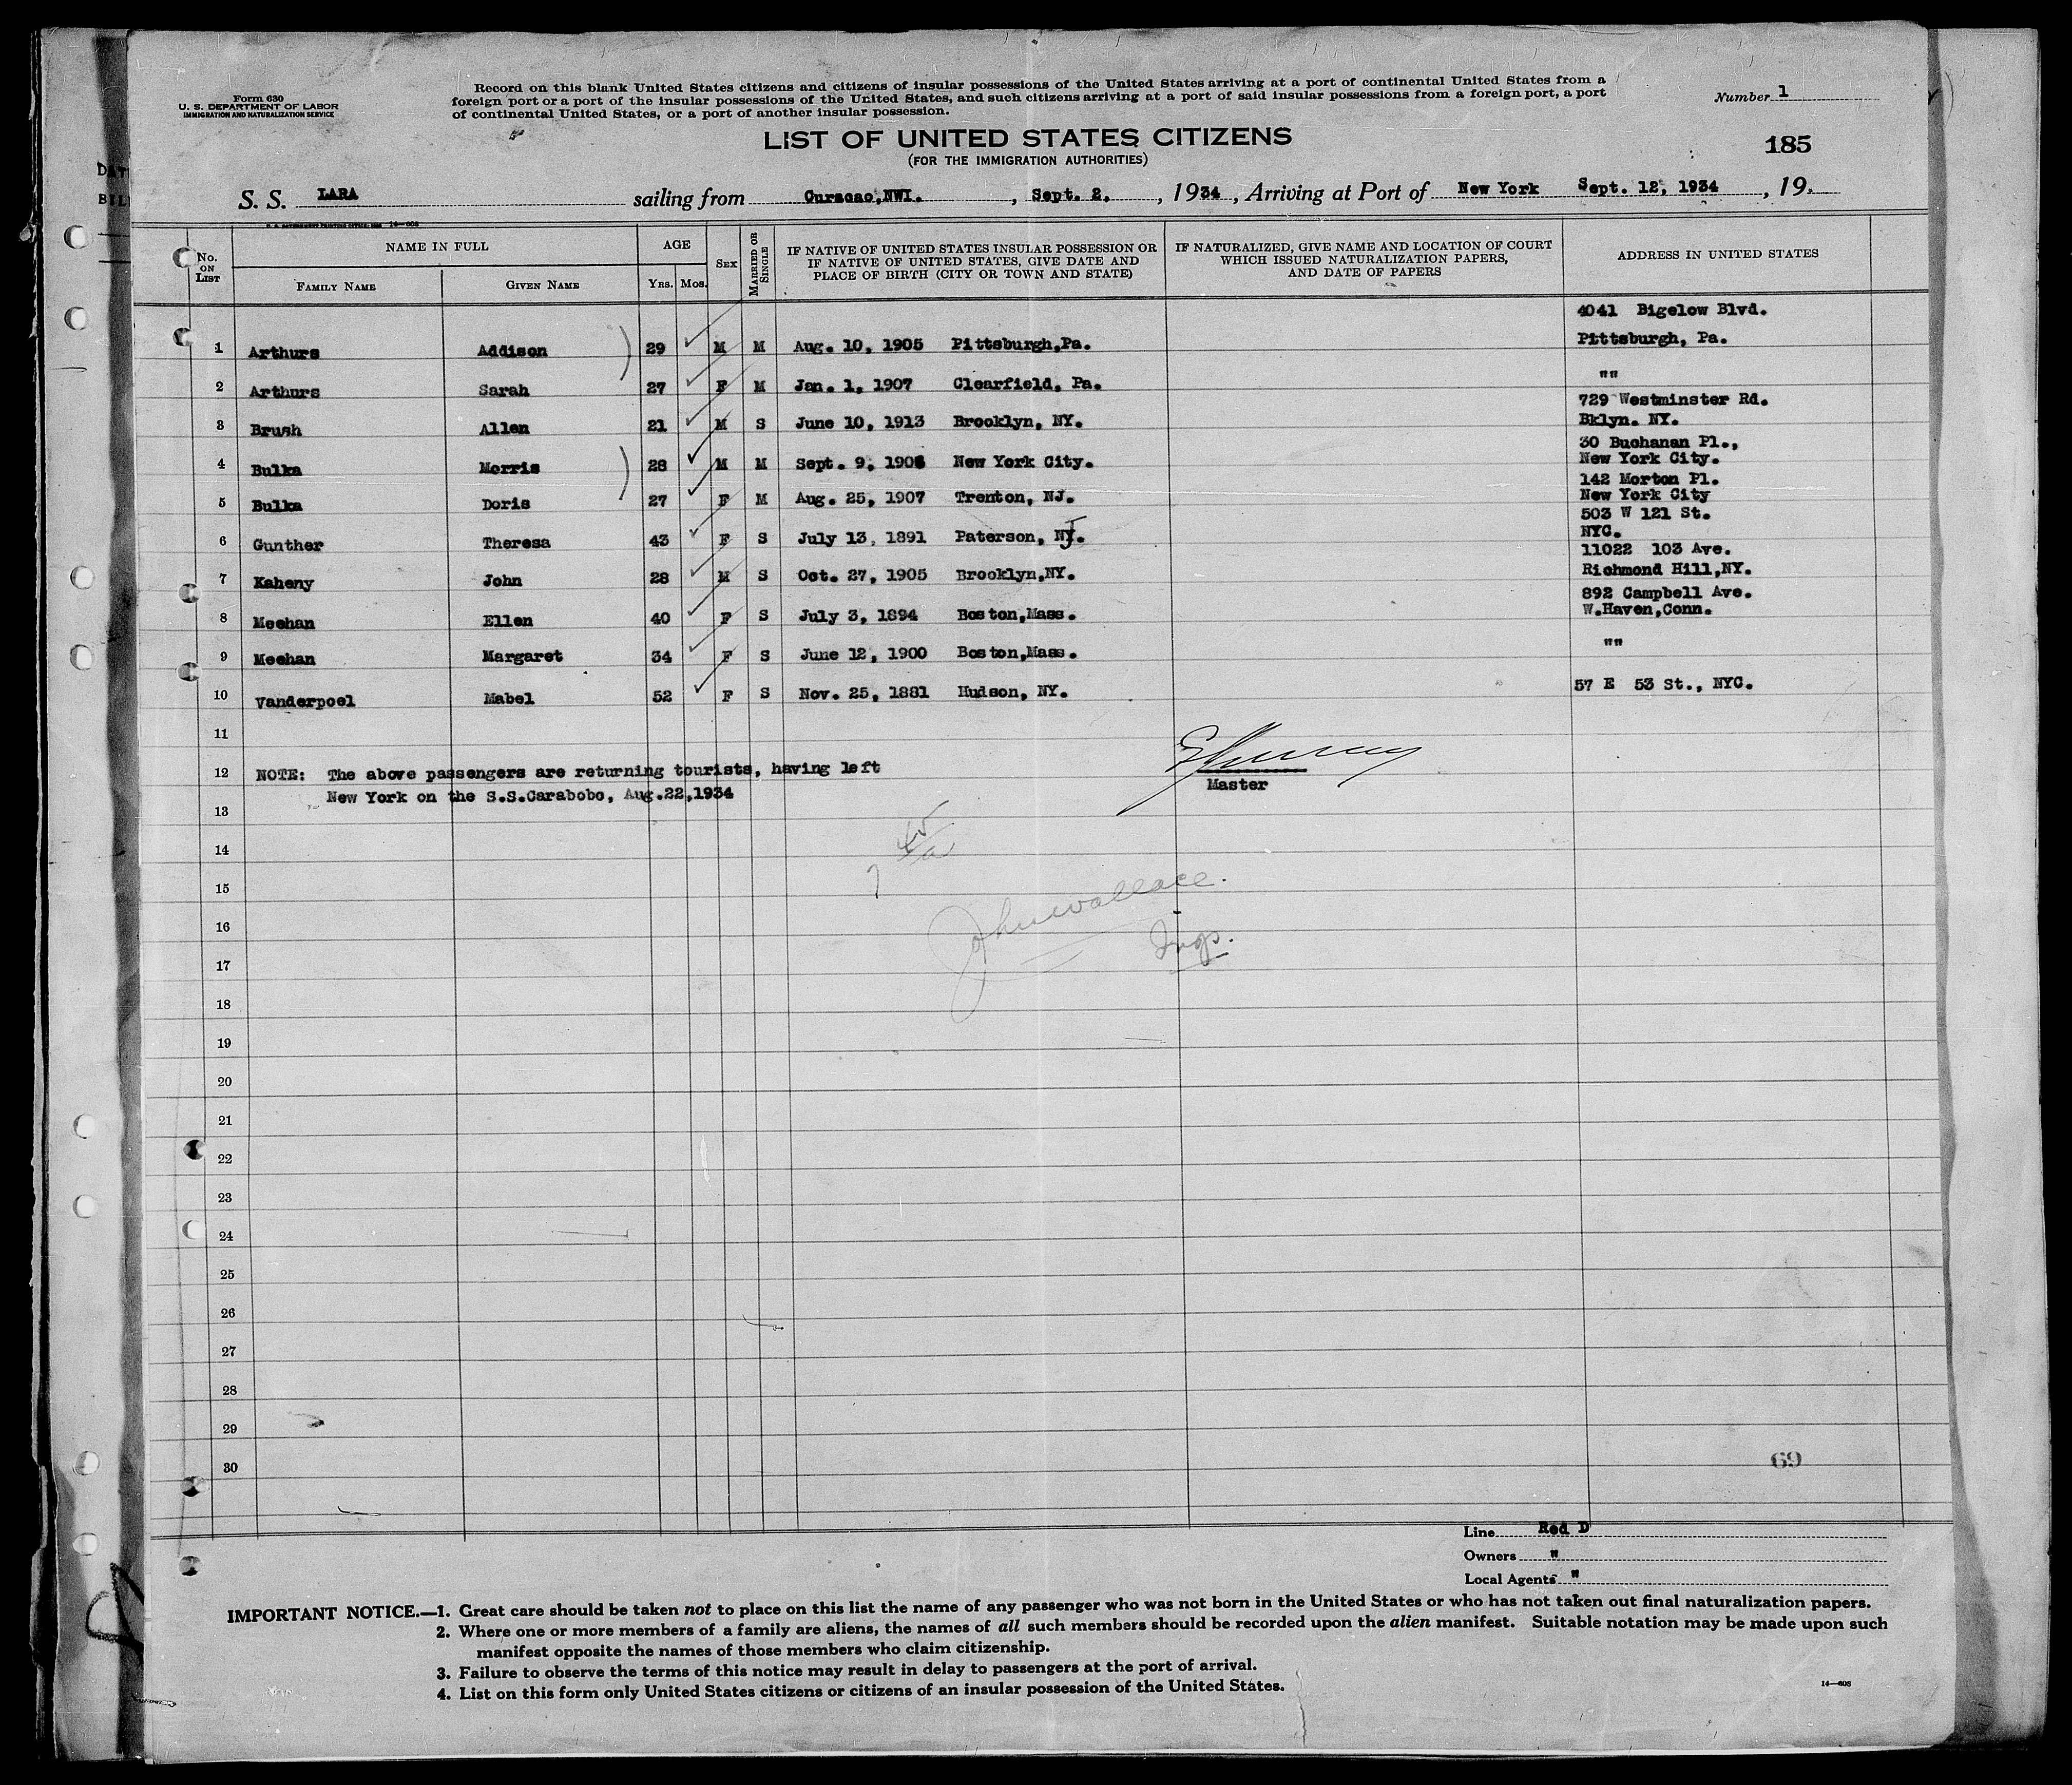 Form 630
U. S. DEPARTMENT OF LABOR
IMMIGRATION AND NATURALIZATION SERVICE
Record on this blank United States citizens and citizens of insular possessions of the United States arriving at a port of continental United States from a
foreign port or a port of the insular possessions of the United States, and such citizens arriving at a port of said insular possessions from a foreign port, a port
of continental United States, or a port of another insular possession.
Number 1
LIST OF UNITED STATES CITIZENS
(FOR THE IMMIGRATION AUTHORITIES)
185
S. S. LARA sailing from Curacao,NWI. , Sept. 2. , 1934 , Arriving at Port of New York Sept. 12, 1934 , 19
No. ON LIST
NAME IN FULL
FAMILY NAME
GIVEN NAME
AGE
YRS.
MOS.
SEX
MARRIED OR SINGLE
IF NATIVE OF UNITED STATES INSULAR POSSESSION OR
IF NATIVE OF UNITED STATES, GIVE DATE AND
PLACE OF BIRTH (CITY OR TOWN AND STATE)
IF NATURALIZED, GIVE NAME AND LOCATION OF COURT
WHICH ISSUED NATURALIZATION PAPERS,
AND DATE OF PAPERS
ADDRESS IN UNITED STATES
4041 Bigelow Blvd.
1 Arthurs Addison 29 M M Aug. 10, 1905 Pittsburgh,Pa. Pittsburgh, Pa.
2 Arthurs Sarah 27 F M Jan. 1, 1907 Clearfield, Pa. ""
729 Westminster Rd.
3 Brush Allen 21 M S June 10, 1913 Brooklyn, NY. Bklyn. NY.
30 Buchanan Pl.,
4 Bulka Morris 28 M M Sept. 9, 1905 New York City. New York City.
142 Morton Pl.
5 Bulka Doris 27 F M Aug. 25, 1907 Trenton, NJ. New York City
503 W 121 St.
6 Gunther Theresa 43 F S July 13, 1891 Paterson, NJ. NYC.
11022 103 Ave.
7 Kaheny John 28 M S Oct. 27, 1905 Brooklyn,NY. Richmond Hill,NY.
892 Campbell Ave.
8 Meehan Ellen 40 F S July 3, 1894 Boston,Mass. W.Haven,Conn.
9 Meehan Margaret 34 F S June 12, 1900 Boston,Mass. ""
10 Vanderpoel Mabel 52 F S Nov. 25, 1881 Hudson, NY. 57 E 53 St., NYC.
11
12 NOTE: The above passengers are returning tourists, having left
New York on the S.S.Carabobo, Aug.22,1934
Master
13
14
15
John Wallace.
16
Insp.
17
18
19
20
21
22
23
24
25
26
27
28
29
30
69
Line Red D
Owners "
Local Agents "
IMPORTANT NOTICE.—1. Great care should be taken not to place on this list the name of any passenger who was not born in the United States or who has not taken out final naturalization papers.
2. Where one or more members of a family are aliens, the names of all such members should be recorded upon the alien manifest. Suitable notation may be made upon such
manifest opposite the names of those members who claim citizenship.
3. Failure to observe the terms of this notice may result in delay to passengers at the port of arrival.
4. List on this form only United States citizens or citizens of an insular possession of the United States.
14—608